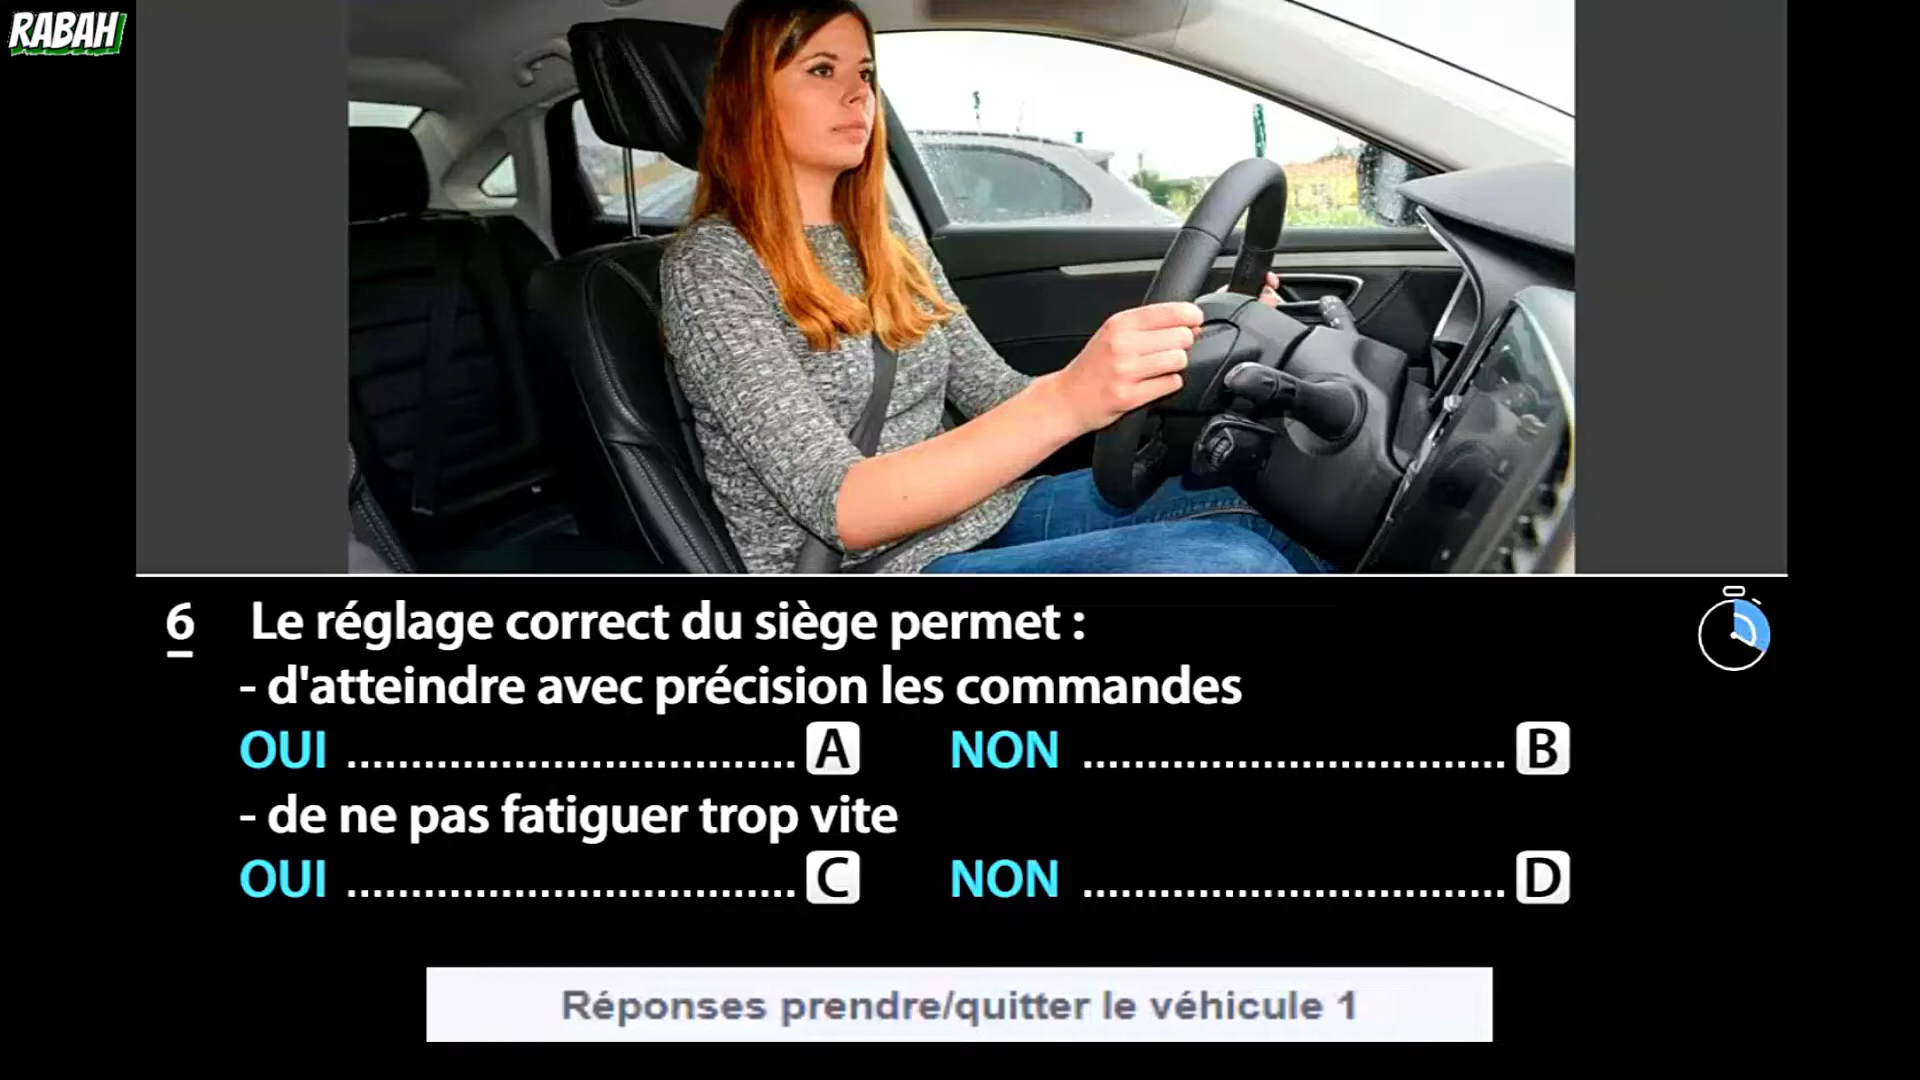 RABAH
6 Le réglage correct du siège permet :
- d'atteindre avec précision les commandes
OUI .................................. A NON ................................ B
- de ne pas fatiguer trop vite
OUI .................................. C NON ................................ D
Réponses prendre/quitter le véhicule 1